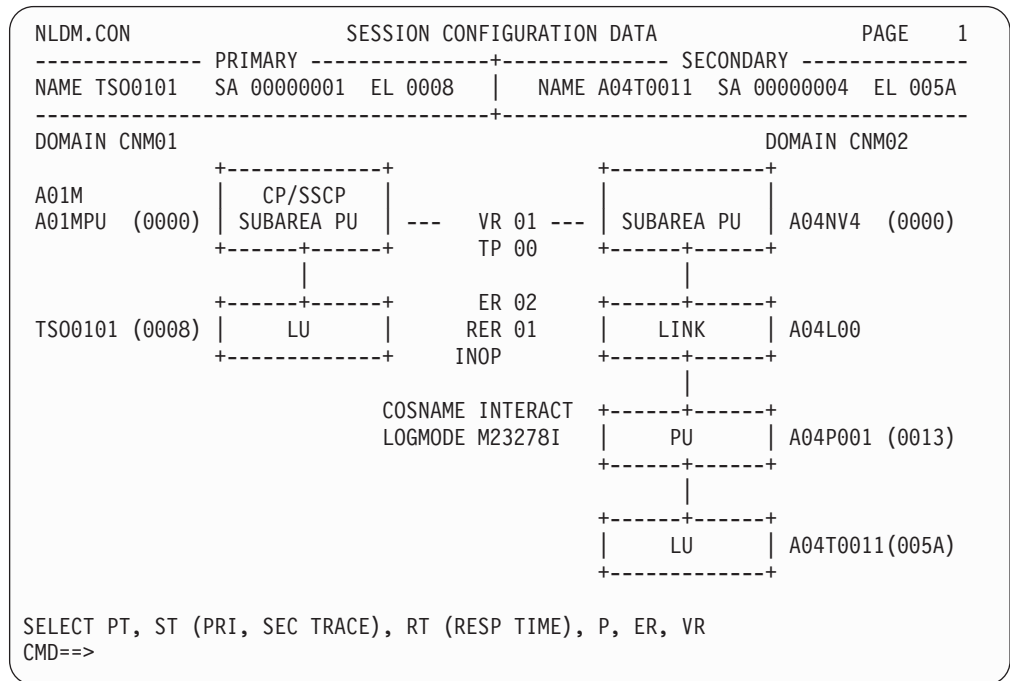 NLDM.CON                   SESSION CONFIGURATION DATA                 PAGE    1
-------------- PRIMARY ---------------+-------------- SECONDARY --------------
NAME TSO0101   SA 00000001  EL 0008   |   NAME A04T0011  SA 00000004  EL 005A
--------------------------------------+---------------------------------------
DOMAIN CNM01                                                 DOMAIN CNM02
               +-------------+                 +-------------+
A01M           |   CP/SSCP   |                 |             |
A01MPU  (0000) | SUBAREA PU  | ---   VR 01 --- | SUBAREA PU  | A04NV4  (0000)
               +------+------+       TP 00     +------+------+
                      |                               |
               +------+------+       ER 02     +------+------+
TSO0101 (0008) |     LU      |      RER 01     |    LINK     | A04L00
               +-------------+     INOP        +------+------+
                                                      |
                             COSNAME INTERACT  +------+------+
                             LOGMODE M23278I   |     PU      | A04P001 (0013)
                                               +------+------+
                                                      |
                                               +------+------+
                                               |     LU      | A04T0011(005A)
                                               +-------------+
SELECT PT, ST (PRI, SEC TRACE), RT (RESP TIME), P, ER, VR
CMD==>